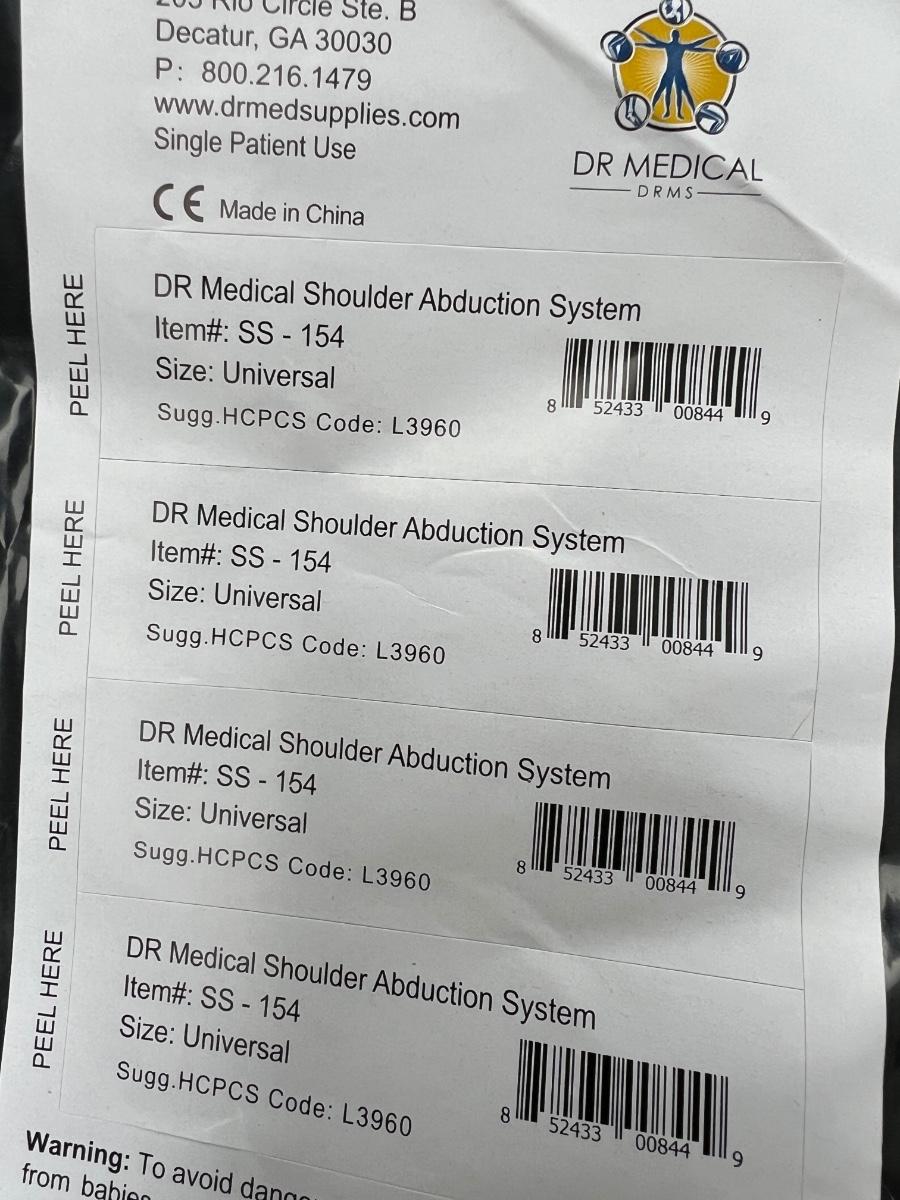 205 Rio Circle Ste. B
Decatur, GA 30030
P: 800.216.1479
www.drmedsupplies.com
Single Patient Use
CE Made in China
DR MEDICAL
DRMS
PEEL HERE
DR Medical Shoulder Abduction System
Item#: SS - 154
Size: Universal
Sugg.HCPCS Code: L3960
8 52433 00844 9
PEEL HERE
DR Medical Shoulder Abduction System
Item#: SS - 154
Size: Universal
Sugg.HCPCS Code: L3960
8 52433 00844 9
PEEL HERE
DR Medical Shoulder Abduction System
Item#: SS - 154
Size: Universal
Sugg.HCPCS Code: L3960
8 52433 00844 9
PEEL HERE
DR Medical Shoulder Abduction System
Item#: SS - 154
Size: Universal
Sugg.HCPCS Code: L3960
8 52433 00844 9
Warning: To avoid
from babies